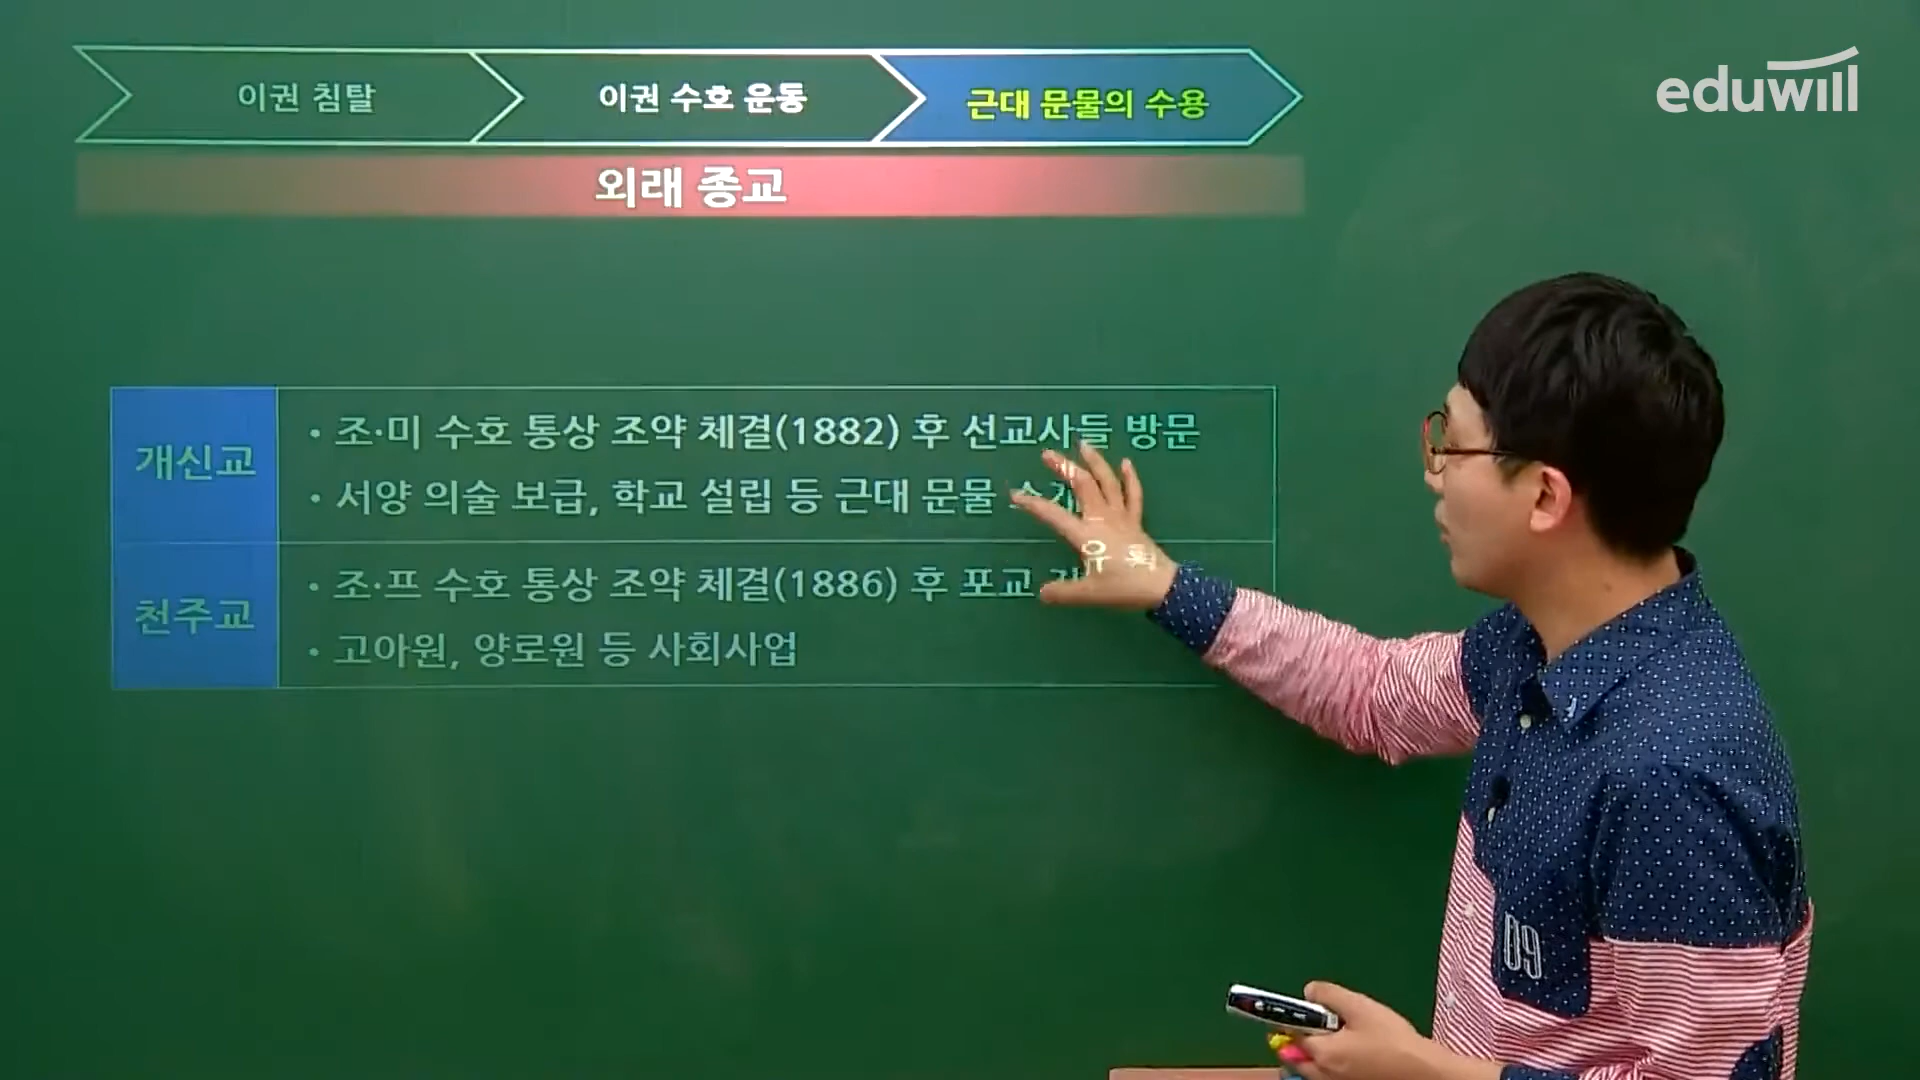 이권 침탈
이권 수호 운동
근대 문물의 수용
eduwill
외래 종교
개신교
• 조·미 수호 통상 조약 체결(1882) 후 선교사들 방문
• 서양 의술 보급, 학교 설립 등 근대 문물
천주교
• 조·프 수호 통상 조약 체결(1886) 후 포교
• 고아원, 양로원 등 사회사업
09